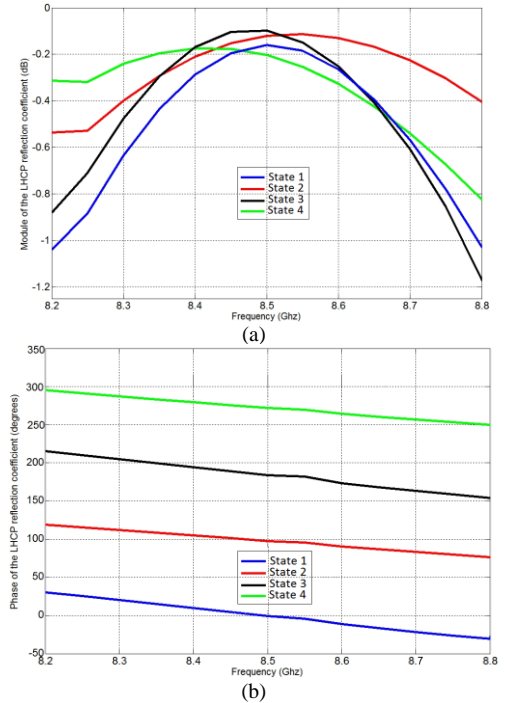 Module of the LHCP reflection coefficient (dB)
0
-0.2
-0.4
-0.6
-0.8
-1
-1.2
State 1
State 2
State 3
State 4
8.2 8.3 8.4 8.5 8.6 8.7 8.8
Frequency (Ghz)
(a)
Phase of the LHCP reflection coefficient (degrees)
350
300
250
200
150
100
50
0
-50
State 1
State 2
State 3
State 4
8.2 8.3 8.4 8.5 8.6 8.7 8.8
Frequency (Ghz)
(b)